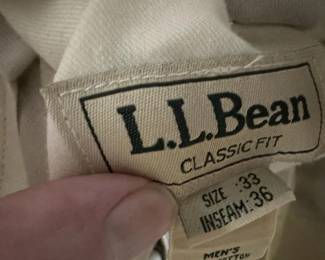 L.L.Bean
CLASSIC FIT
SIZE :33
INSEAM:36
MEN'S